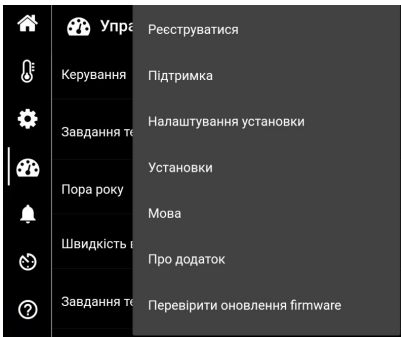 Упра
Реєструватися
Керування
Підтримка
Завдання те
Налаштування установки
Установки
Пора року
Мова
Швидкість в
Про додаток
Завдання те
Перевірити оновлення firmware